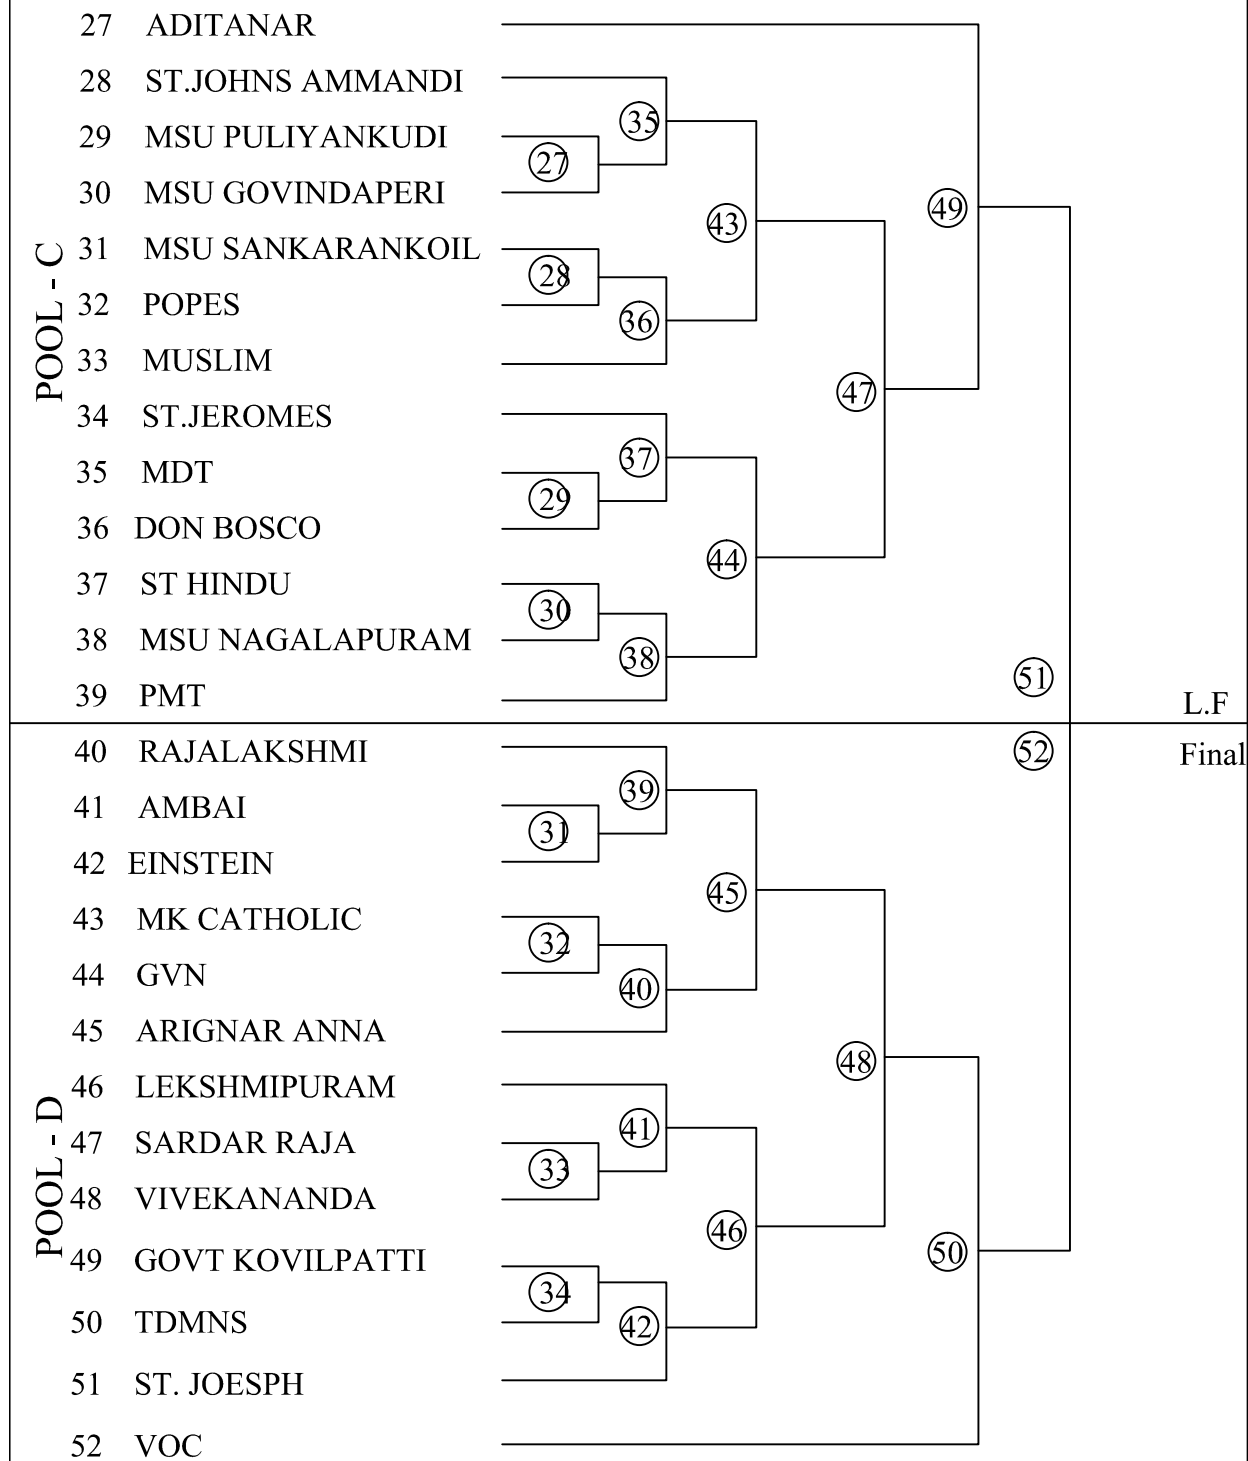 27 ADITANAR
28 ST.JOHNS AMMANDI
35
29 MSU PULIYANKUDI
27
30 MSU GOVINDAPERI
43
49
POOL - C
31 MSU SANKARANKOIL
28
32 POPES
36
33 MUSLIM
47
34 ST.JEROMES
37
35 MDT
29
36 DON BOSCO
44
37 ST HINDU
30
38 MSU NAGALAPURAM
38
51
39 PMT
L.F
40 RAJALAKSHMI
52
Final
39
41 AMBAI
31
42 EINSTEIN
45
43 MK CATHOLIC
32
44 GVN
40
45 ARIGNAR ANNA
48
46 LEKSHMIPURAM
41
POOL - D
47 SARDAR RAJA
33
48 VIVEKANANDA
46
50
49 GOVT KOVILPATTI
34
50 TDMNS
42
51 ST. JOESPH
52 VOC